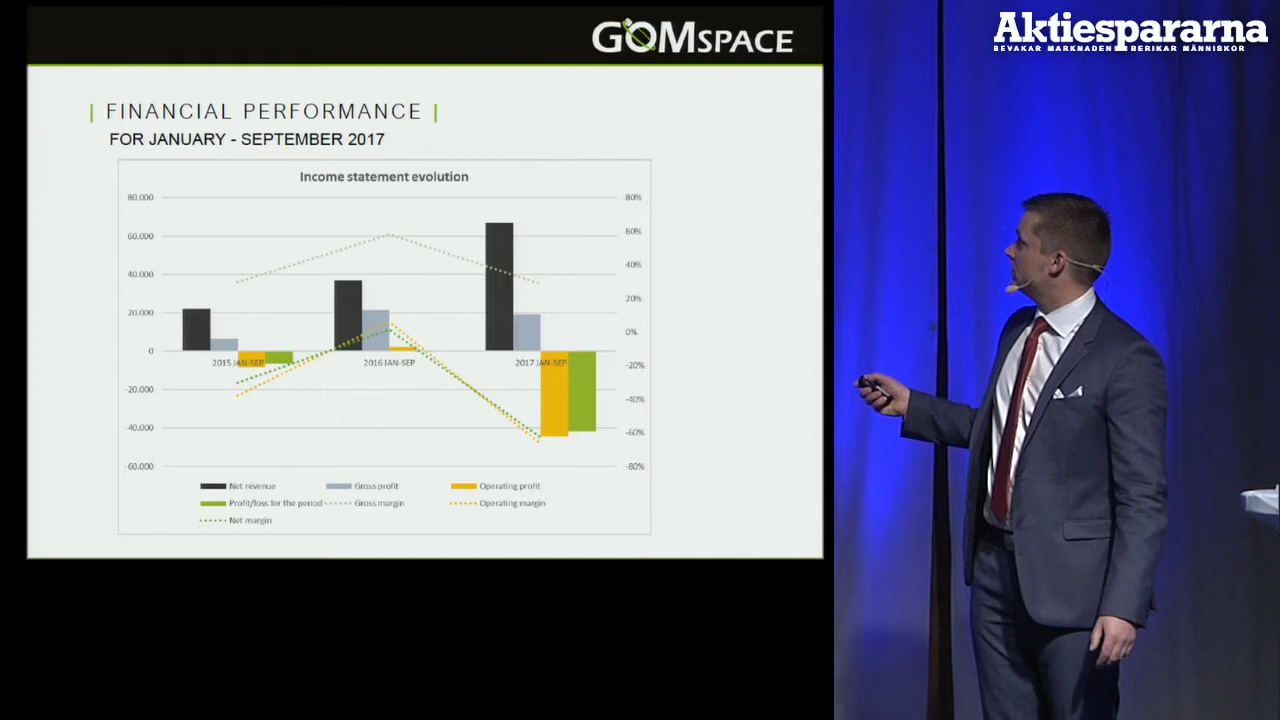 GOMSPACE
Aktiespararna
BEVAKAR MARKNADEN BERIKAR MÄNNISKOR
| FINANCIAL PERFORMANCE |
FOR JANUARY - SEPTEMBER 2017
Income statement evolution
80.000 80%
60.000 60%
40.000 40%
20.000 20%
0 0%
2015 JAN-SEP 2016 JAN-SEP 2017 JAN-SEP
-20.000 -20%
-40.000 -40%
-60%
60.000 -80%
Net revenue Gross profit Operating profit
Profit/loss for the period Gross margin Operating margin
Net margin